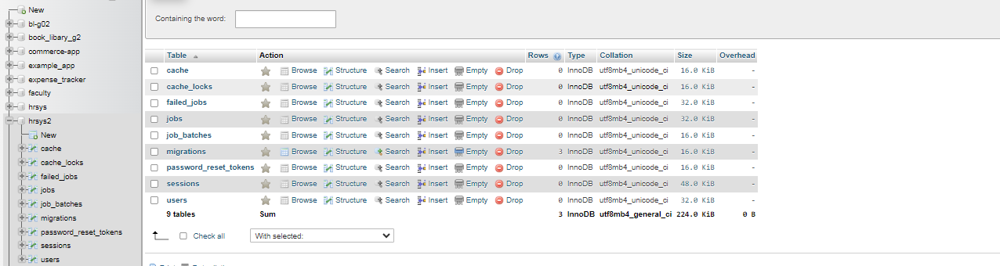 New
bl-g02
book_libary_g2
commerce-app
example_app
expense_tracker
faculty
hrsys
hrsys2
New
cache
cache_locks
failed_jobs
jobs
job_batches
migrations
password_reset_tokens
sessions
users
Containing the word:
Table Action Rows Type Collation Size Overhead
cache Browse Structure Search Insert Empty Drop 0 InnoDB utf8mb4_unicode_ci 16.0 KiB -
cache_locks Browse Structure Search Insert Empty Drop 0 InnoDB utf8mb4_unicode_ci 16.0 KiB -
failed_jobs Browse Structure Search Insert Empty Drop 0 InnoDB utf8mb4_unicode_ci 32.0 KiB -
jobs Browse Structure Search Insert Empty Drop 0 InnoDB utf8mb4_unicode_ci 32.0 KiB -
job_batches Browse Structure Search Insert Empty Drop 0 InnoDB utf8mb4_unicode_ci 16.0 KiB -
migrations Browse Structure Search Insert Empty Drop 3 InnoDB utf8mb4_unicode_ci 16.0 KiB -
password_reset_tokens Browse Structure Search Insert Empty Drop 0 InnoDB utf8mb4_unicode_ci 16.0 KiB -
sessions Browse Structure Search Insert Empty Drop 0 InnoDB utf8mb4_unicode_ci 48.0 KiB -
users Browse Structure Search Insert Empty Drop 0 InnoDB utf8mb4_unicode_ci 32.0 KiB -
9 tables Sum 3 InnoDB utf8mb4_general_ci 224.0 KiB 0 B
Check all With selected: